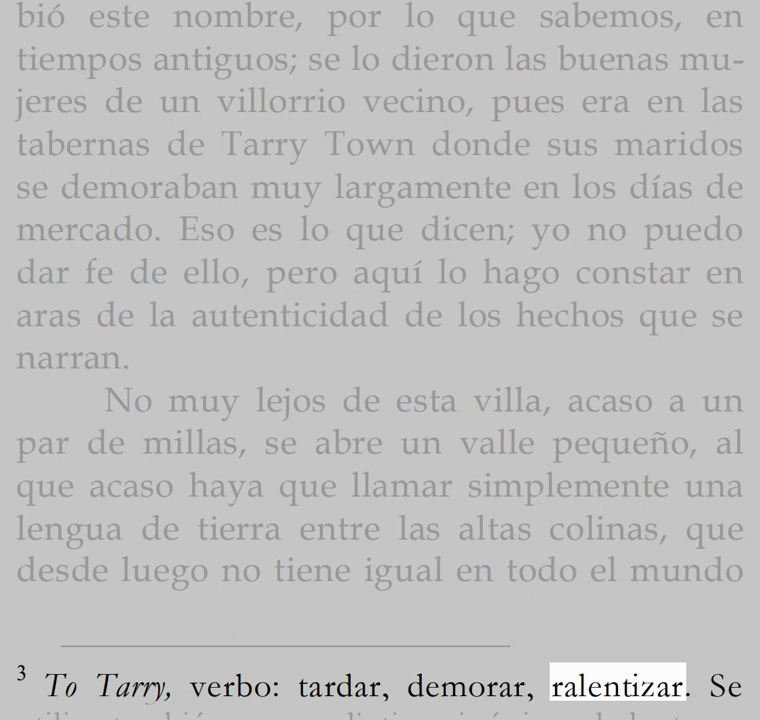 bió este nombre, por lo que sabemos, en
tiempos antiguos; se lo dieron las buenas mu-
jeres de un villorrio vecino, pues era en las
tabernas de Tarry Town donde sus maridos
se demoraban muy largamente en los días de
mercado. Eso es lo que dicen; yo no puedo
dar fe de ello, pero aquí lo hago constar en
aras de la autenticidad de los hechos que se
narran.
No muy lejos de esta villa, acaso a un
par de millas, se abre un valle pequeño, al
que acaso haya que llamar simplemente una
lengua de tierra entre las altas colinas, que
desde luego no tiene igual en todo el mundo
3 To Tarry, verbo: tardar, demorar, ralentizar. Se